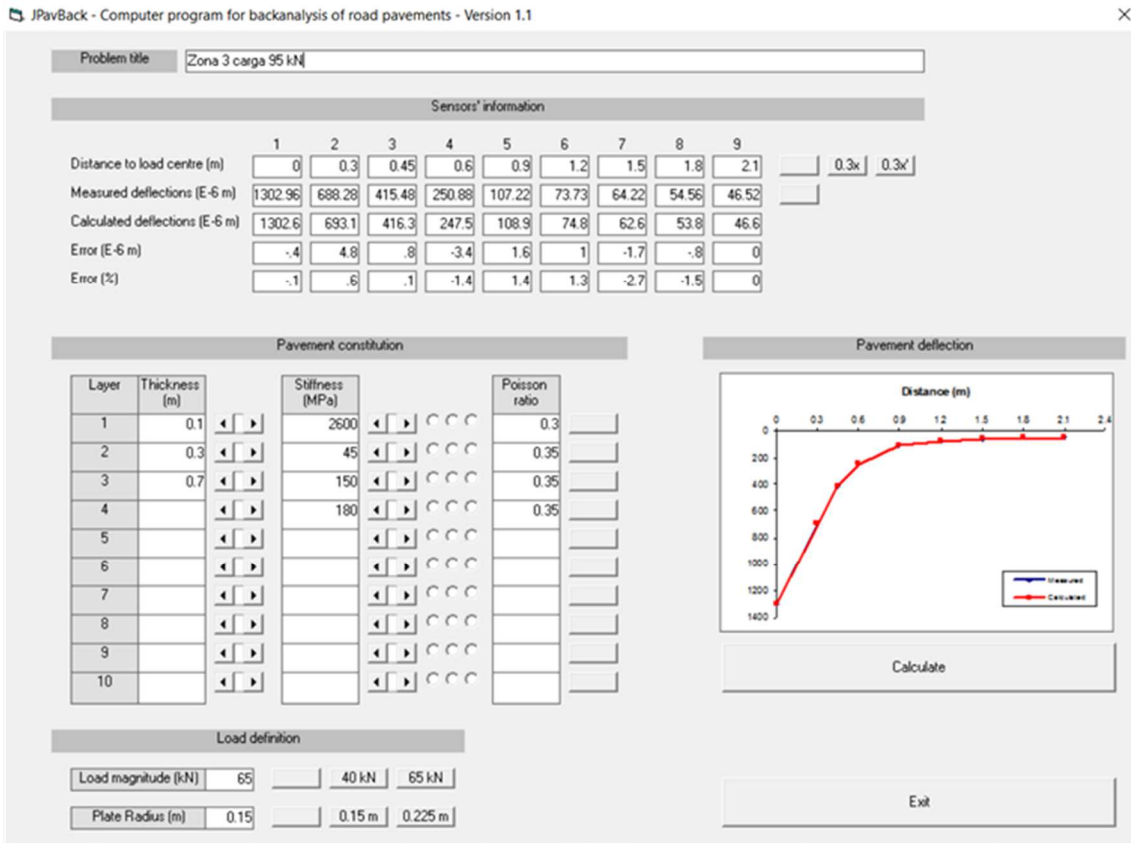 JPavBack - Computer program for backanalysis of road pavements - Version 1.1
Problem title Zona 3 carga 95 kN
Sensors' information
1 2 3 4 5 6 7 8 9
Distance to load centre (m) 0 0.3 0.45 0.6 0.9 1.2 1.5 1.8 2.1 0.3x 0.3x'
Measured deflections (E-6 m) 1302.96 688.28 415.48 250.88 107.22 73.73 64.22 54.56 46.52
Calculated deflections (E-6 m) 1302.6 693.1 416.3 247.5 108.9 74.8 62.6 53.8 46.6
Error (E-6 m) -.4 4.8 .8 -3.4 1.6 1 -1.7 -.8 0
Error (%) -.1 .6 .1 -1.4 1.4 1.3 -2.7 -1.5 0
Pavement constitution
Layer Thickness (m) Stiffness (MPa) Poisson ratio
1 0.1 2600 0.3
2 0.3 45 0.35
3 0.7 150 0.35
4 180 0.35
5
6
7
8
9
10
Pavement deflection
Distance (m)
0 0.3 0.6 0.9 1.2 1.5 1.8 2.1 2.4
0
200
400
600
800
1000
1200
1400
Measured
Calculated
Calculate
Load definition
Load magnitude (kN) 65 40 kN 65 kN
Plate Radius (m) 0.15 0.15 m 0.225 m
Exit